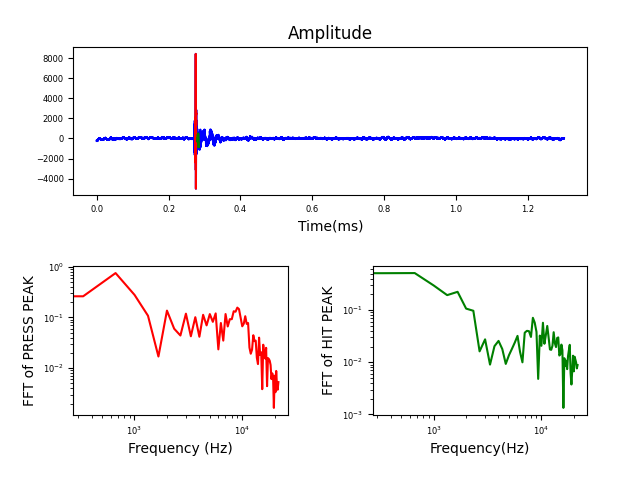 Amplitude
8000
6000
4000
2000
0
−2000
−4000
0.0 0.2 0.4 0.6 0.8 1.0 1.2
Time(ms)
FFT of PRESS PEAK
10⁰
10⁻¹
10⁻²
10³ 10⁴
Frequency (Hz)
FFT of HIT PEAK
10⁻¹
10⁻²
10⁻³
10³ 10⁴
Frequency(Hz)